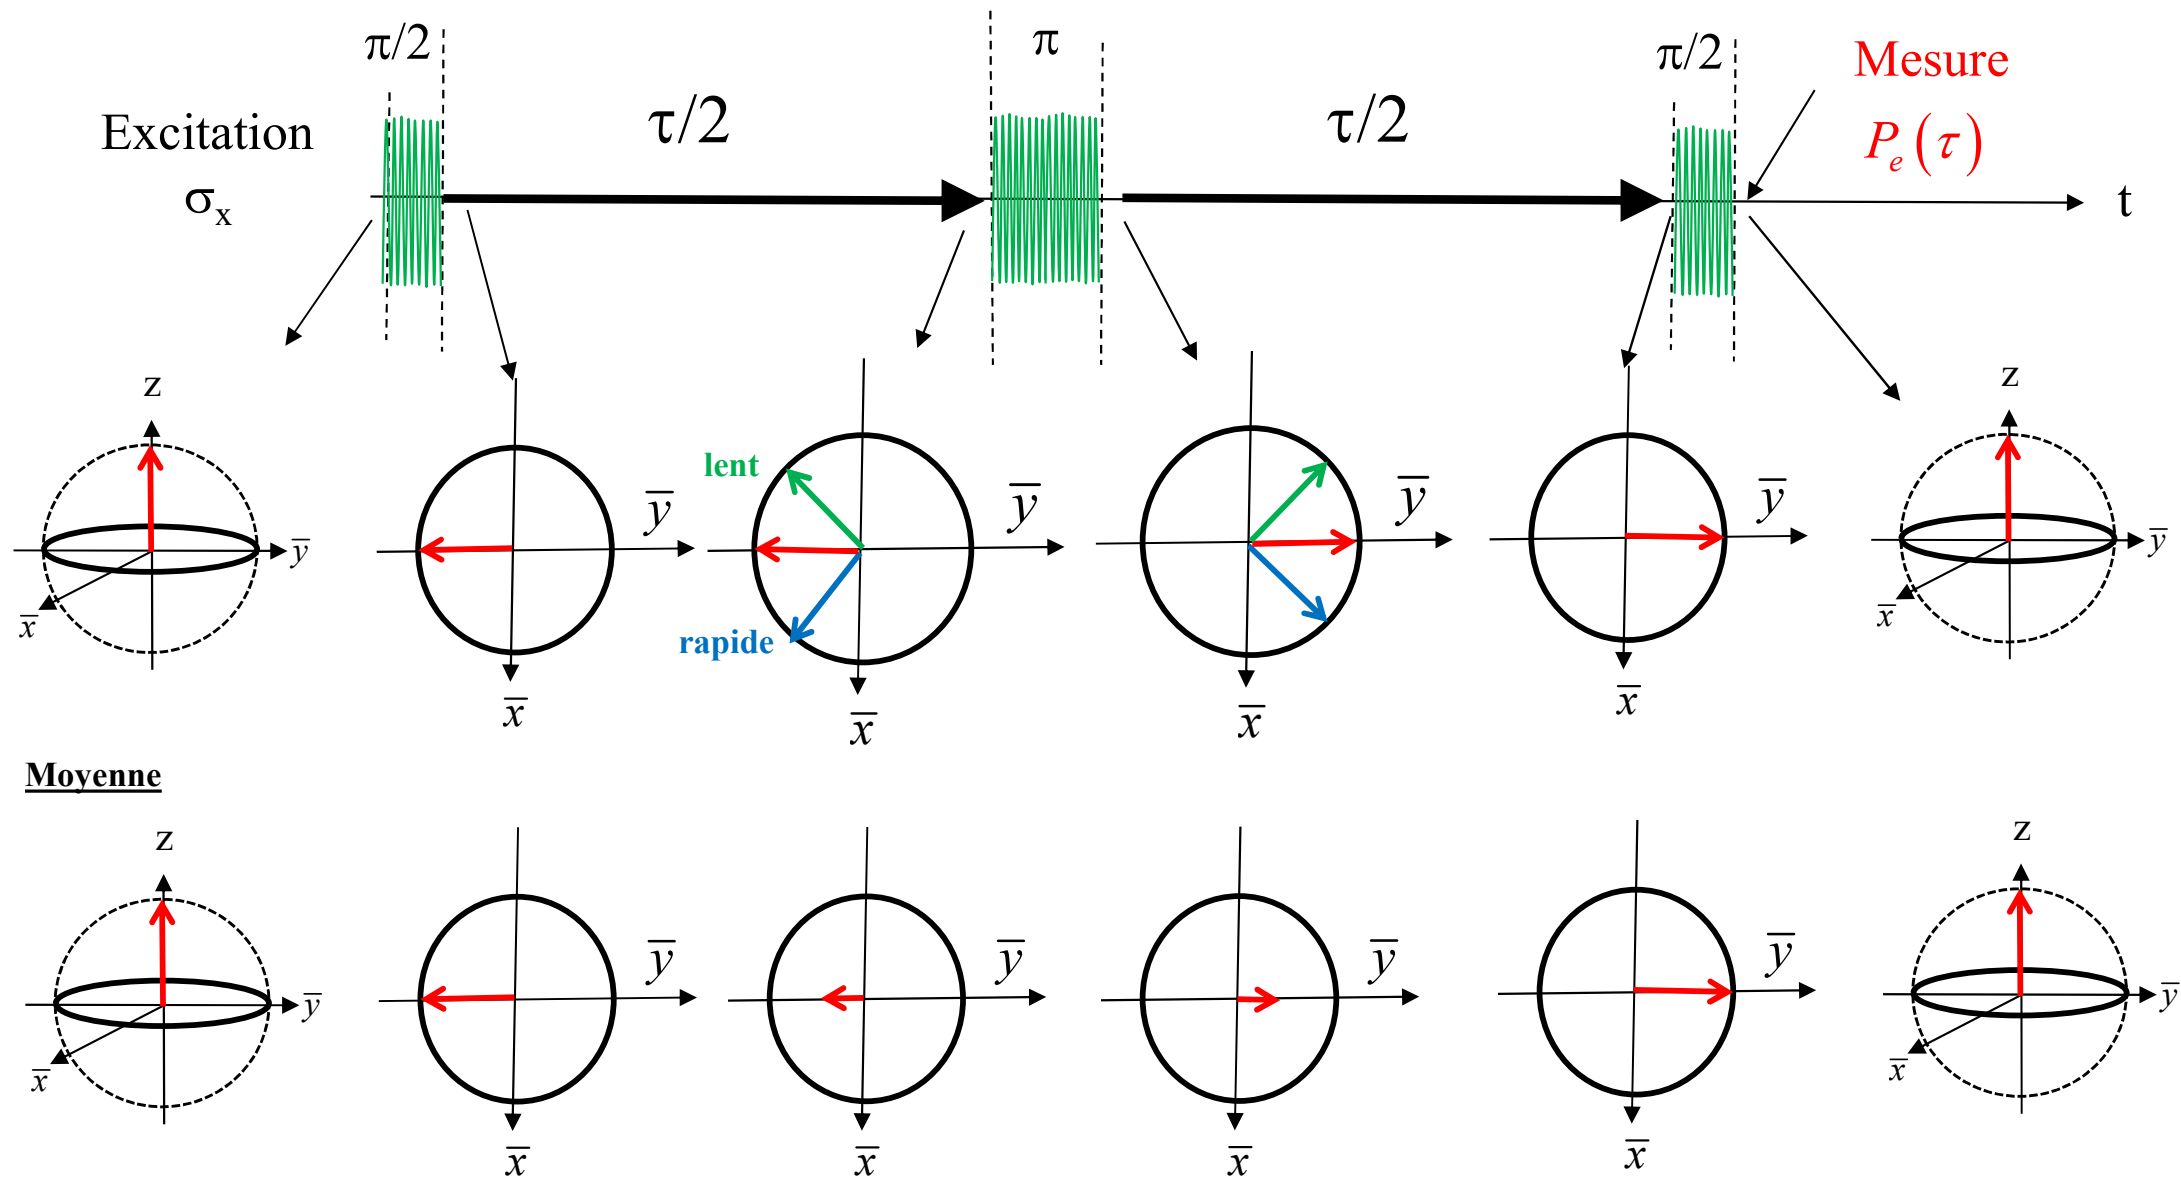 π/2
π
π/2
Mesure
Excitation
τ/2
τ/2
P_e(τ)
σ_x
t
z
z
lent
y̅
y̅
y̅
y̅
y̅
y̅
rapide
x̅
x̅
x̅
x̅
x̅
x̅
Moyenne
z
z
y̅
y̅
y̅
y̅
y̅
y̅
x̅
x̅
x̅
x̅
x̅
x̅